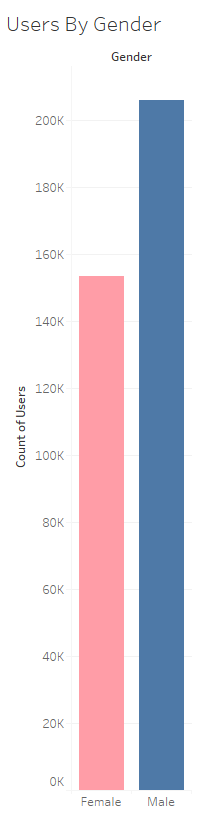 Users By Gender
Gender
Count of Users
200K
180K
160K
140K
120K
100K
80K
60K
40K
20K
0K
Female Male